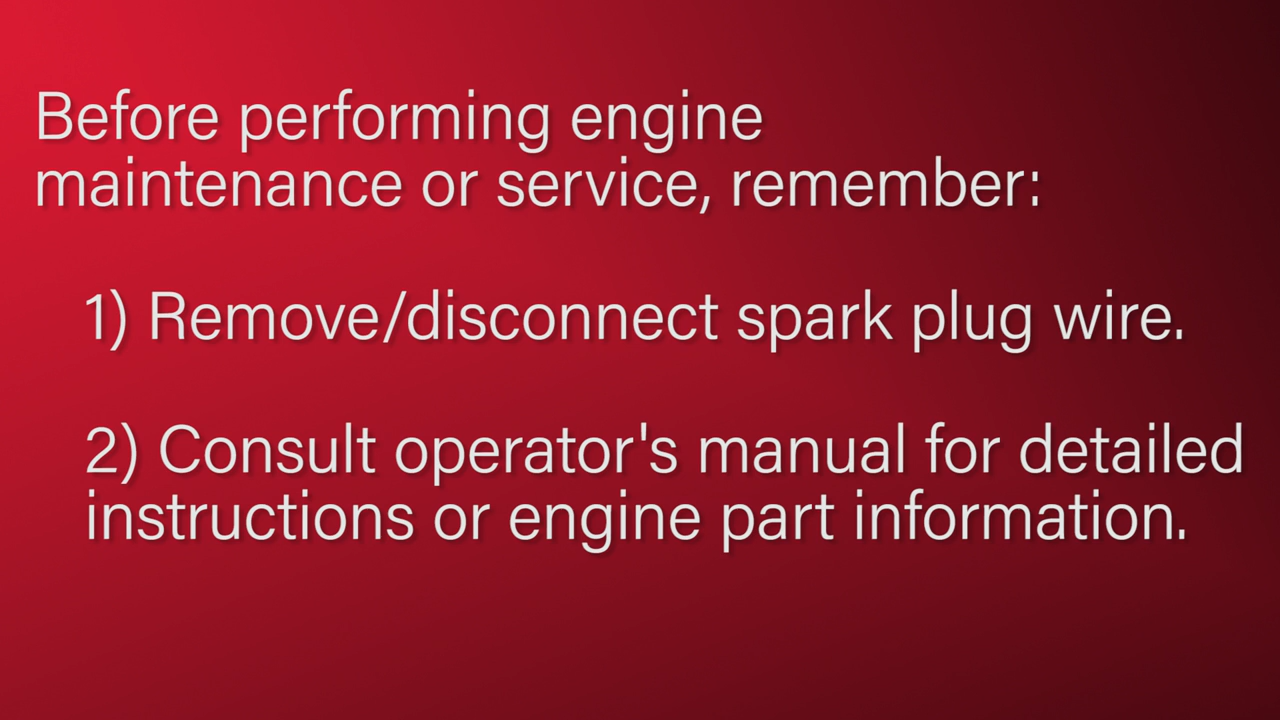 Before performing engine
maintenance or service, remember:
1) Remove/disconnect spark plug wire.
2) Consult operator's manual for detailed
instructions or engine part information.